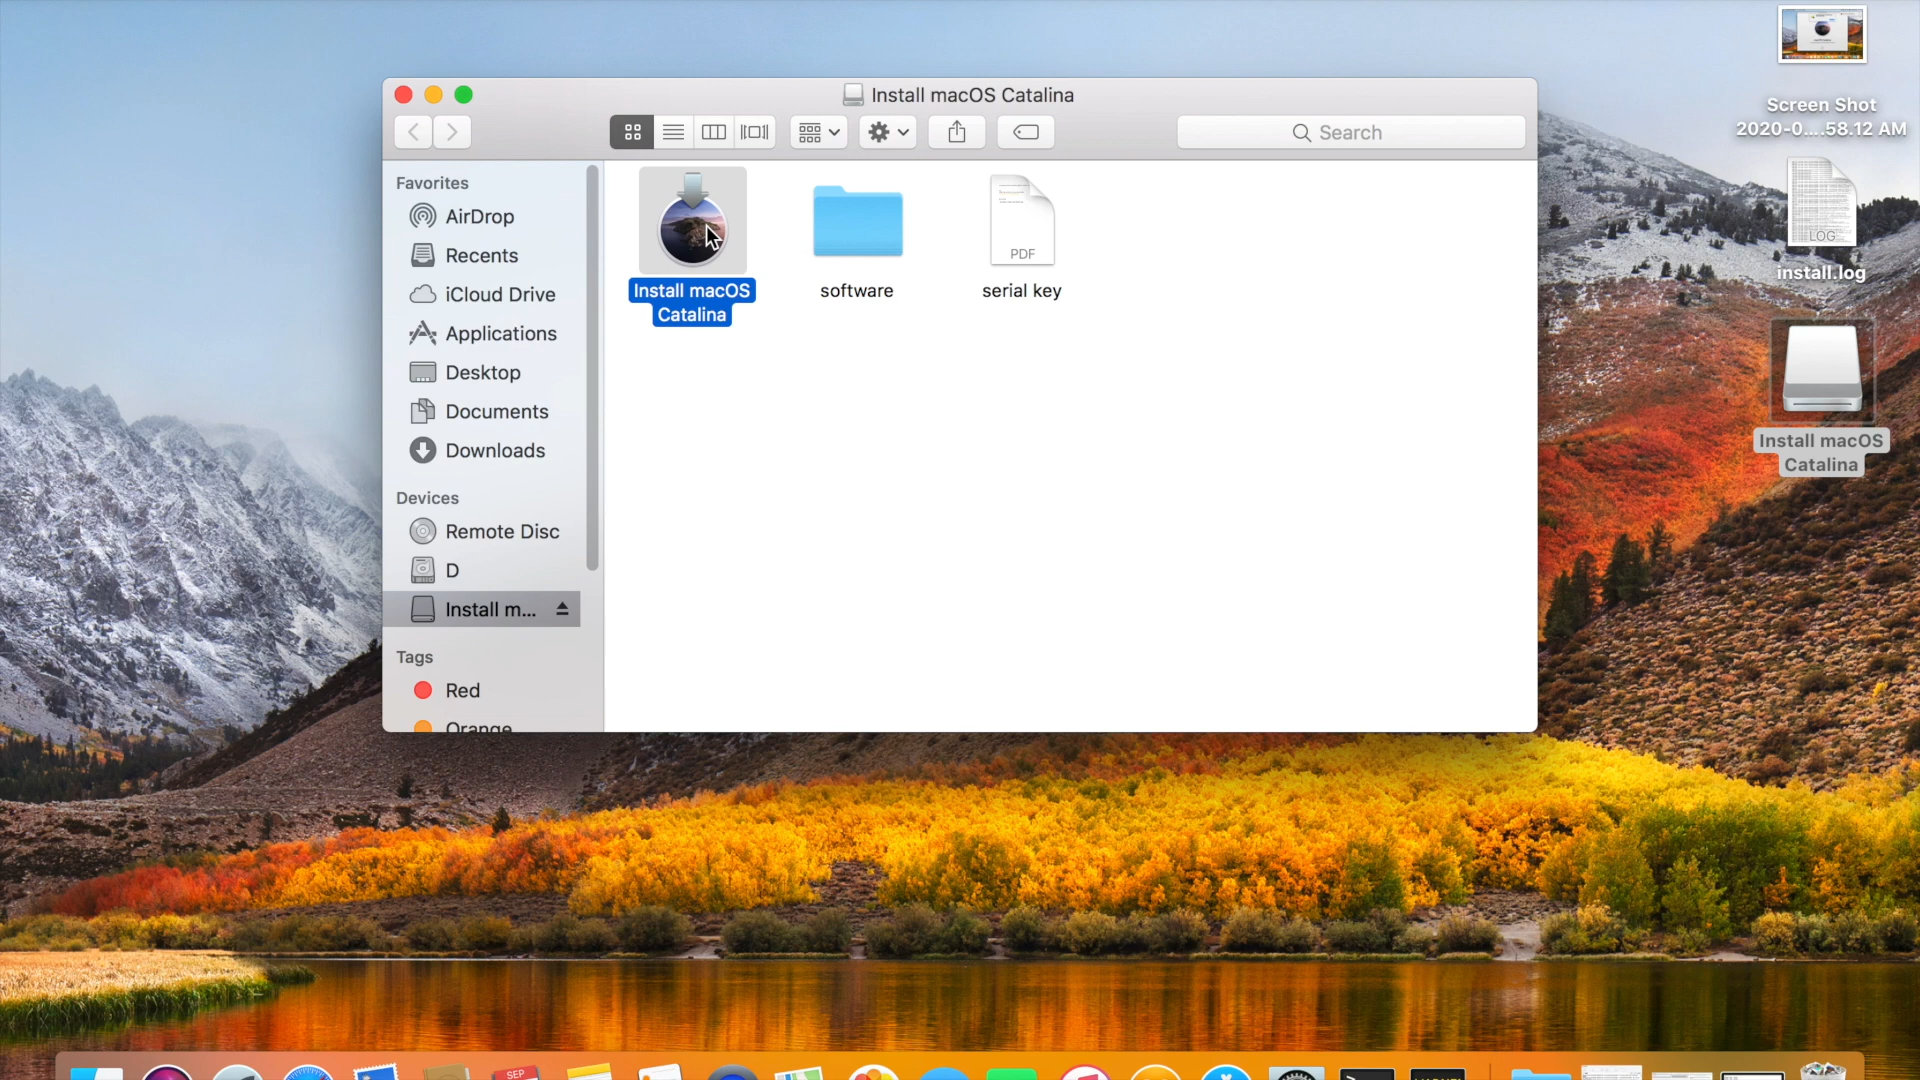 Install macOS Catalina
Search
Favorites
AirDrop
Recents
iCloud Drive
Applications
Desktop
Documents
Downloads
Devices
Remote Disc
D
Install m...
Tags
Red
Orange
Install macOS
Catalina
software
PDF
serial key
Screen Shot
2020-0....58.12 AM
LOG
install.log
Install macOS
Catalina
SEP